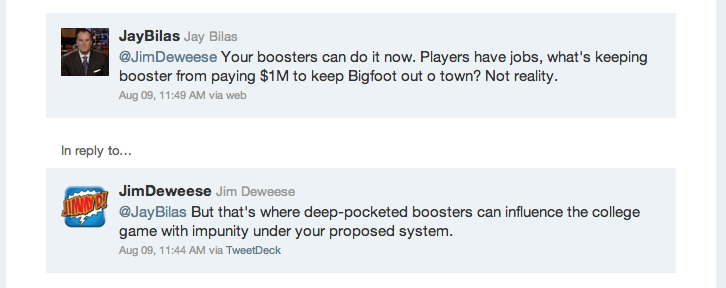 JayBilas Jay Bilas
@JimDeweese Your boosters can do it now. Players have jobs, what's keeping
booster from paying $1M to keep Bigfoot out o town? Not reality.
Aug 09, 11:49 AM via web
In reply to...
JIMMY D!
JimDeweese Jim Deweese
@JayBilas But that's where deep-pocketed boosters can influence the college
game with impunity under your proposed system.
Aug 09, 11:44 AM via TweetDeck